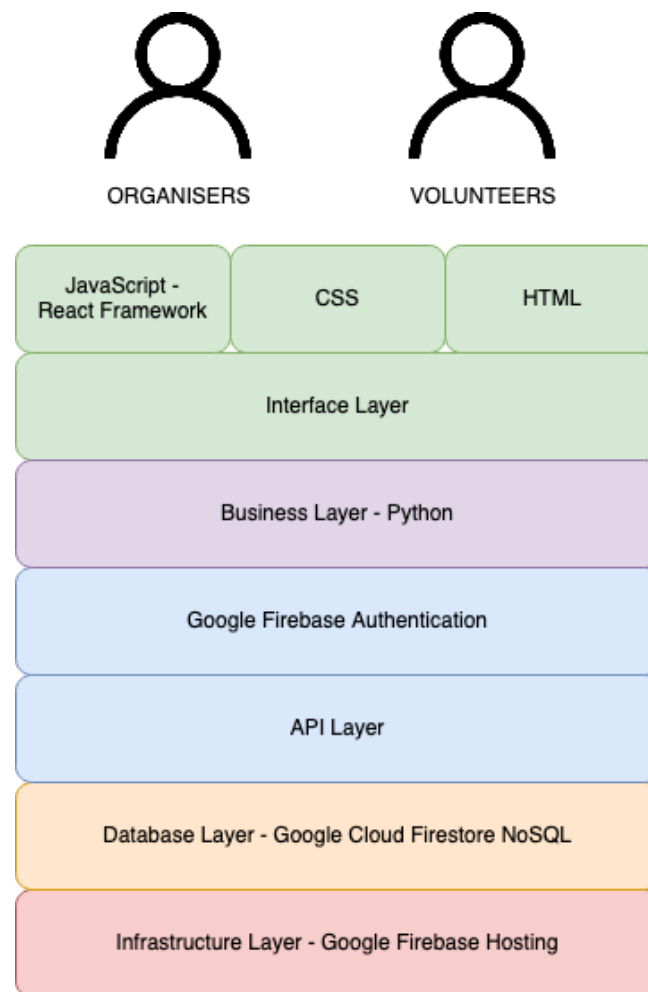 ORGANISERS
VOLUNTEERS
JavaScript -
React Framework
CSS
HTML
Interface Layer
Business Layer - Python
Google Firebase Authentication
API Layer
Database Layer - Google Cloud Firestore NoSQL
Infrastructure Layer - Google Firebase Hosting